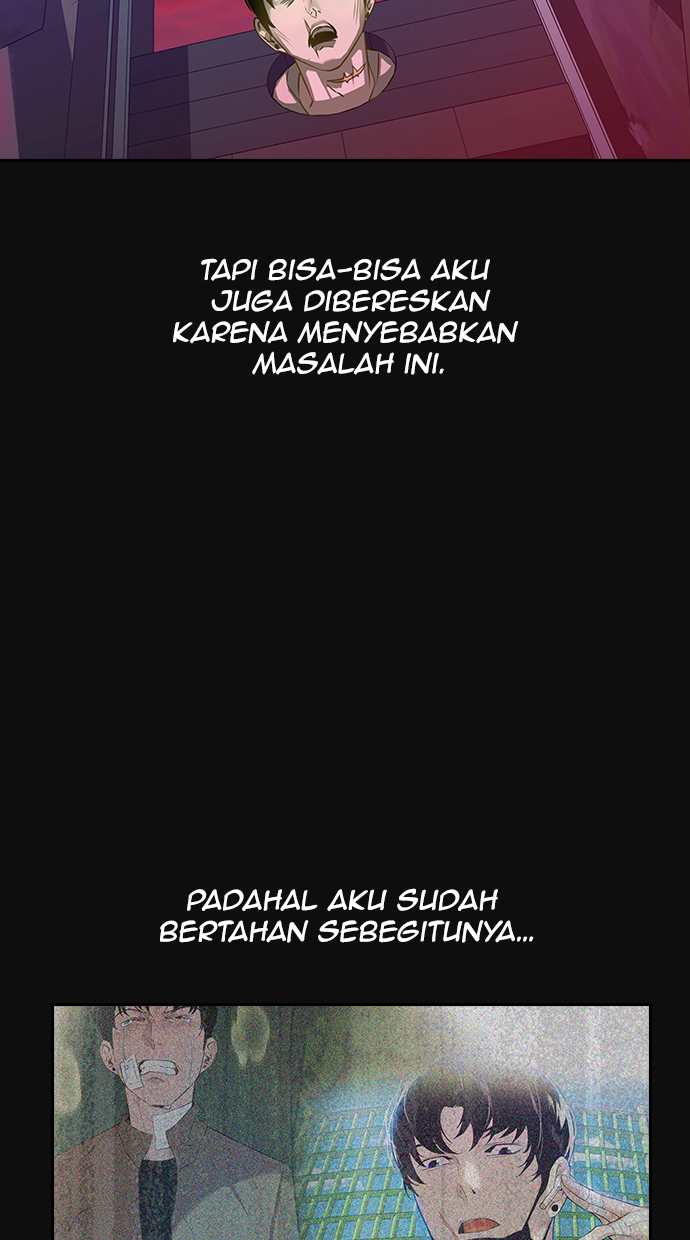 TAPI BISA-BISA AKU
JUGA DIBERESKAN
KARENA MENYEBABKAN
MASALAH INI.
PADAHAL AKU SUDAH
BERTAHAN SEBEGITUNYA...